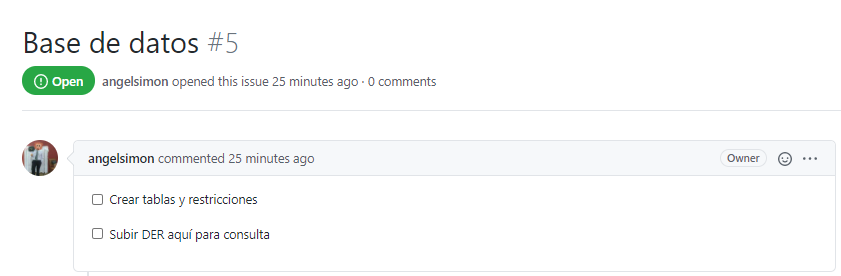 Base de datos #5
Open angelsimon opened this issue 25 minutes ago · 0 comments
angelsimon commented 25 minutes ago Owner
Crear tablas y restricciones
Subir DER aquí para consulta